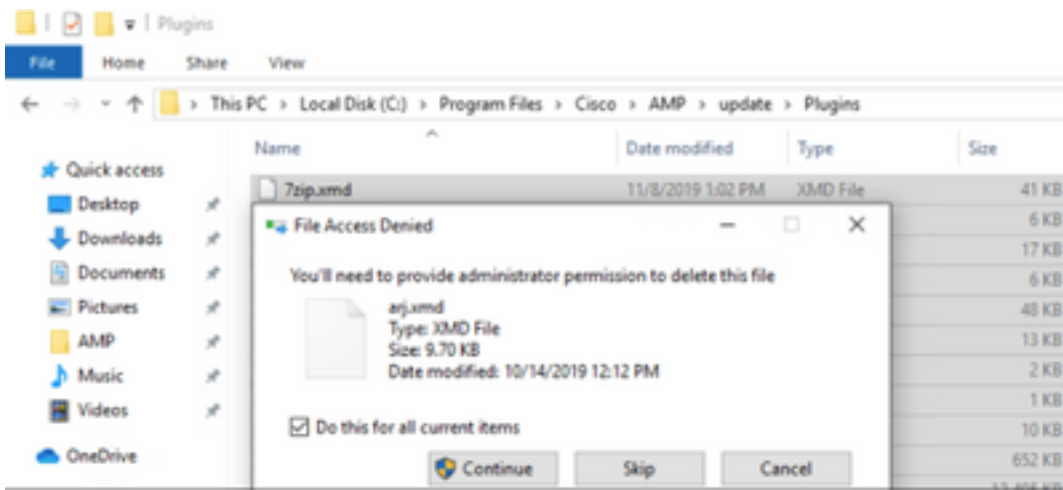 Plugins
File Home Share View
This PC > Local Disk (C:) > Program Files > Cisco > AMP > update > Plugins
Name Date modified Type Size
Quick access
7zip.xmd 11/8/2019 1:02 PM XMD File 41 KB
Desktop
6 KB
File Access Denied
Downloads
17 KB
Documents
You'll need to provide administrator permission to delete this file
6 KB
Pictures
arj.xmd
48 KB
Type: XMD File
AMP
Size: 9.70 KB
13 KB
Music
Date modified: 10/14/2019 12:12 PM
2 KB
Videos
1 KB
Do this for all current items
10 KB
OneDrive
Continue Skip Cancel
652 KB